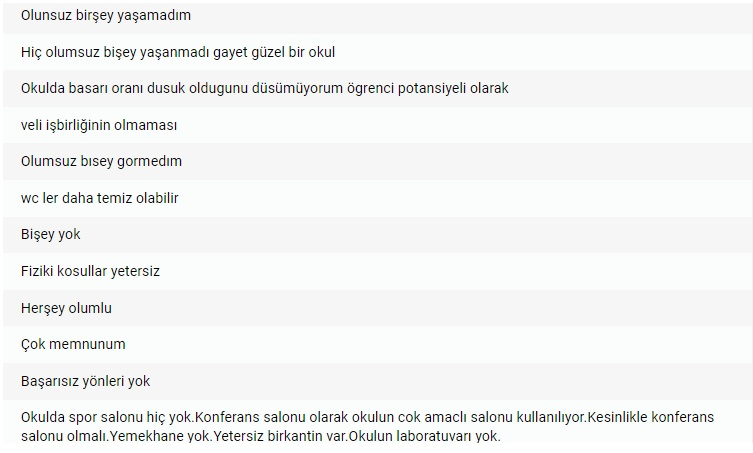 Olunsuz birşey yaşamadım
Hiç olumsuz bişey yaşanmadı gayet güzel bir okul
Okulda basarı oranı dusuk oldugunu düsümüyorum ögrenci potansiyeli olarak
veli işbirliğinin olmaması
Olumsuz bısey gormedım
wc ler daha temiz olabilir
Bişey yok
Fiziki kosullar yetersiz
Herşey olumlu
Çok memnunum
Başarısız yönleri yok
Okulda spor salonu hiç yok.Konferans salonu olarak okulun cok amaclı salonu kullanılıyor.Kesinlikle konferans
salonu olmalı.Yemekhane yok.Yetersiz birkantin var.Okulun laboratuvarı yok.